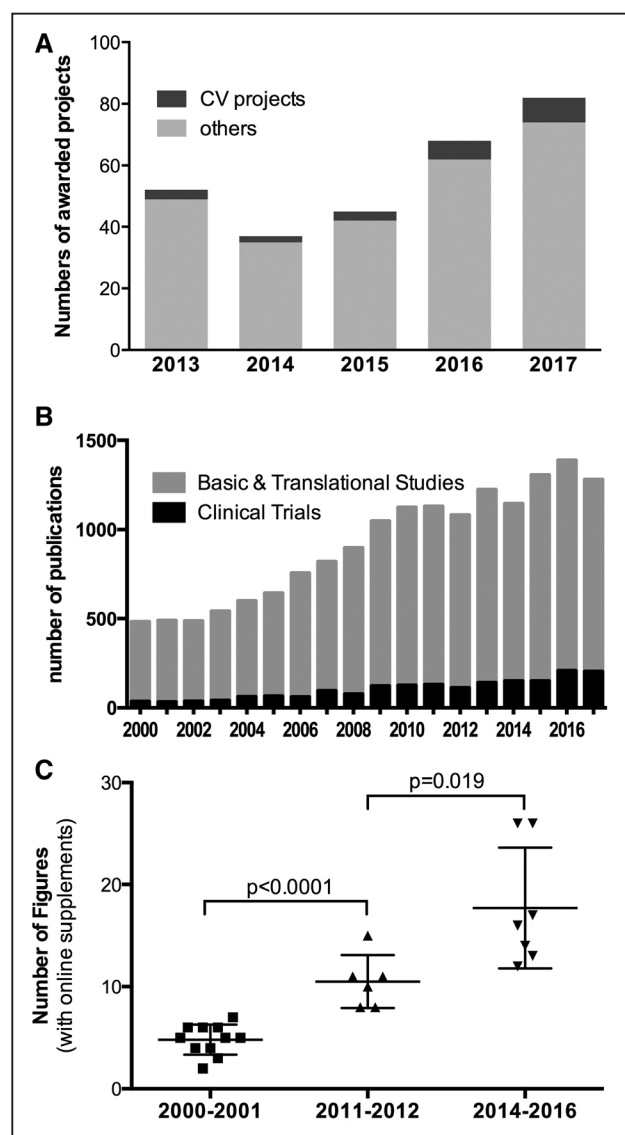 A
Numbers of awarded projects
100
80
60
40
20
0
CV projects
others
2013 2014 2015 2016 2017
B
number of publications
1500
1000
500
0
Basic & Translational Studies
Clinical Trials
2000 2002 2004 2006 2008 2010 2012 2014 2016
C
Number of Figures
(with online supplements)
30
20
10
0
p=0.019
p<0.0001
2000-2001 2011-2012 2014-2016